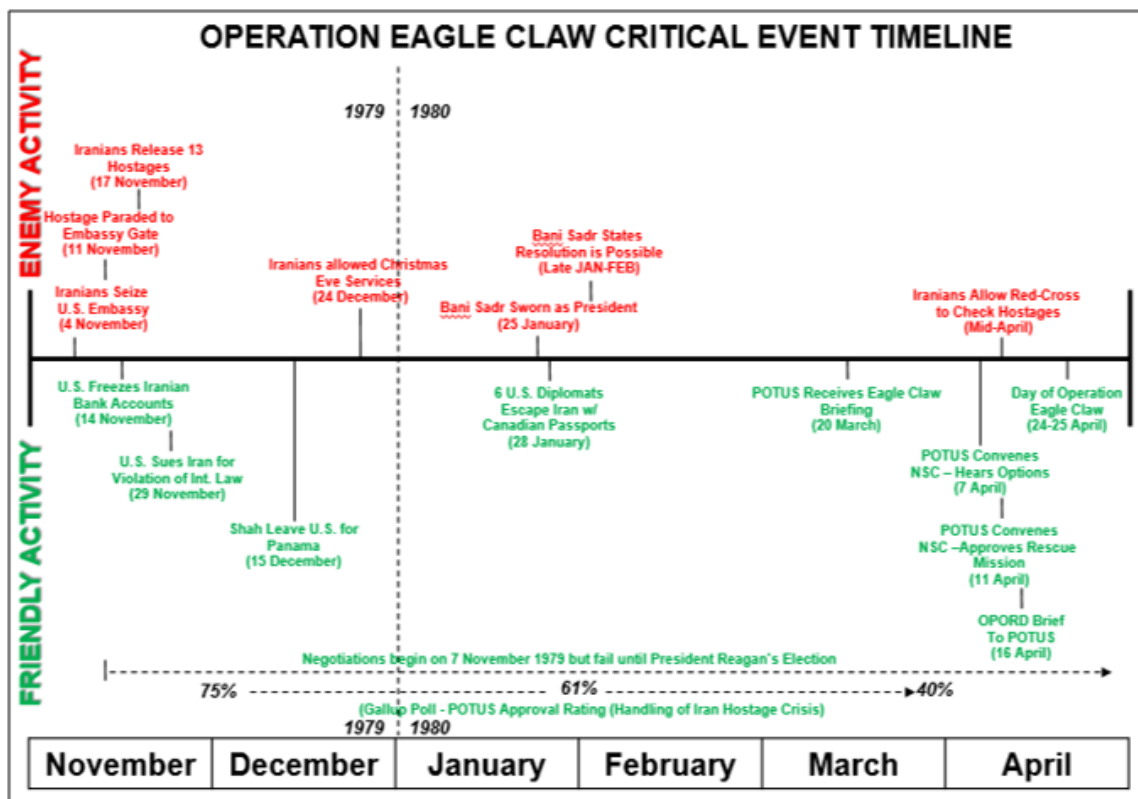 OPERATION EAGLE CLAW CRITICAL EVENT TIMELINE
ENEMY ACTIVITY
1979
1980
Iranians Release 13
Hostages
(17 November)
Hostage Paraded to
Embassy Gate
(11 November)
Iranians Seize
U.S. Embassy
(4 November)
Iranians allowed Christmas
Eve Services
(24 December)
Bani Sadr States
Resolution is Possible
(Late JAN-FEB)
Bani Sadr Sworn as President
(25 January)
Iranians Allow Red-Cross
to Check Hostages
(Mid-April)
FRIENDLY ACTIVITY
U.S. Freezes Iranian
Bank Accounts
(14 November)
U.S. Sues Iran for
Violation of Int. Law
(29 November)
Shah Leave U.S. for
Panama
(15 December)
6 U.S. Diplomats
Escape Iran w/
Canadian Passports
(28 January)
POTUS Receives Eagle Claw
Briefing
(20 March)
Day of Operation
Eagle Claw
(24-25 April)
POTUS Convenes
NSC – Hears Options
(7 April)
POTUS Convenes
NSC –Approves Rescue
Mission
(11 April)
OPORD Brief
To POTUS
(16 April)
Negotiations begin on 7 November 1979 but fail until President Reagan's Election
75%
61%
40%
(Gallup Poll - POTUS Approval Rating (Handling of Iran Hostage Crisis)
1979
1980
November
December
January
February
March
April